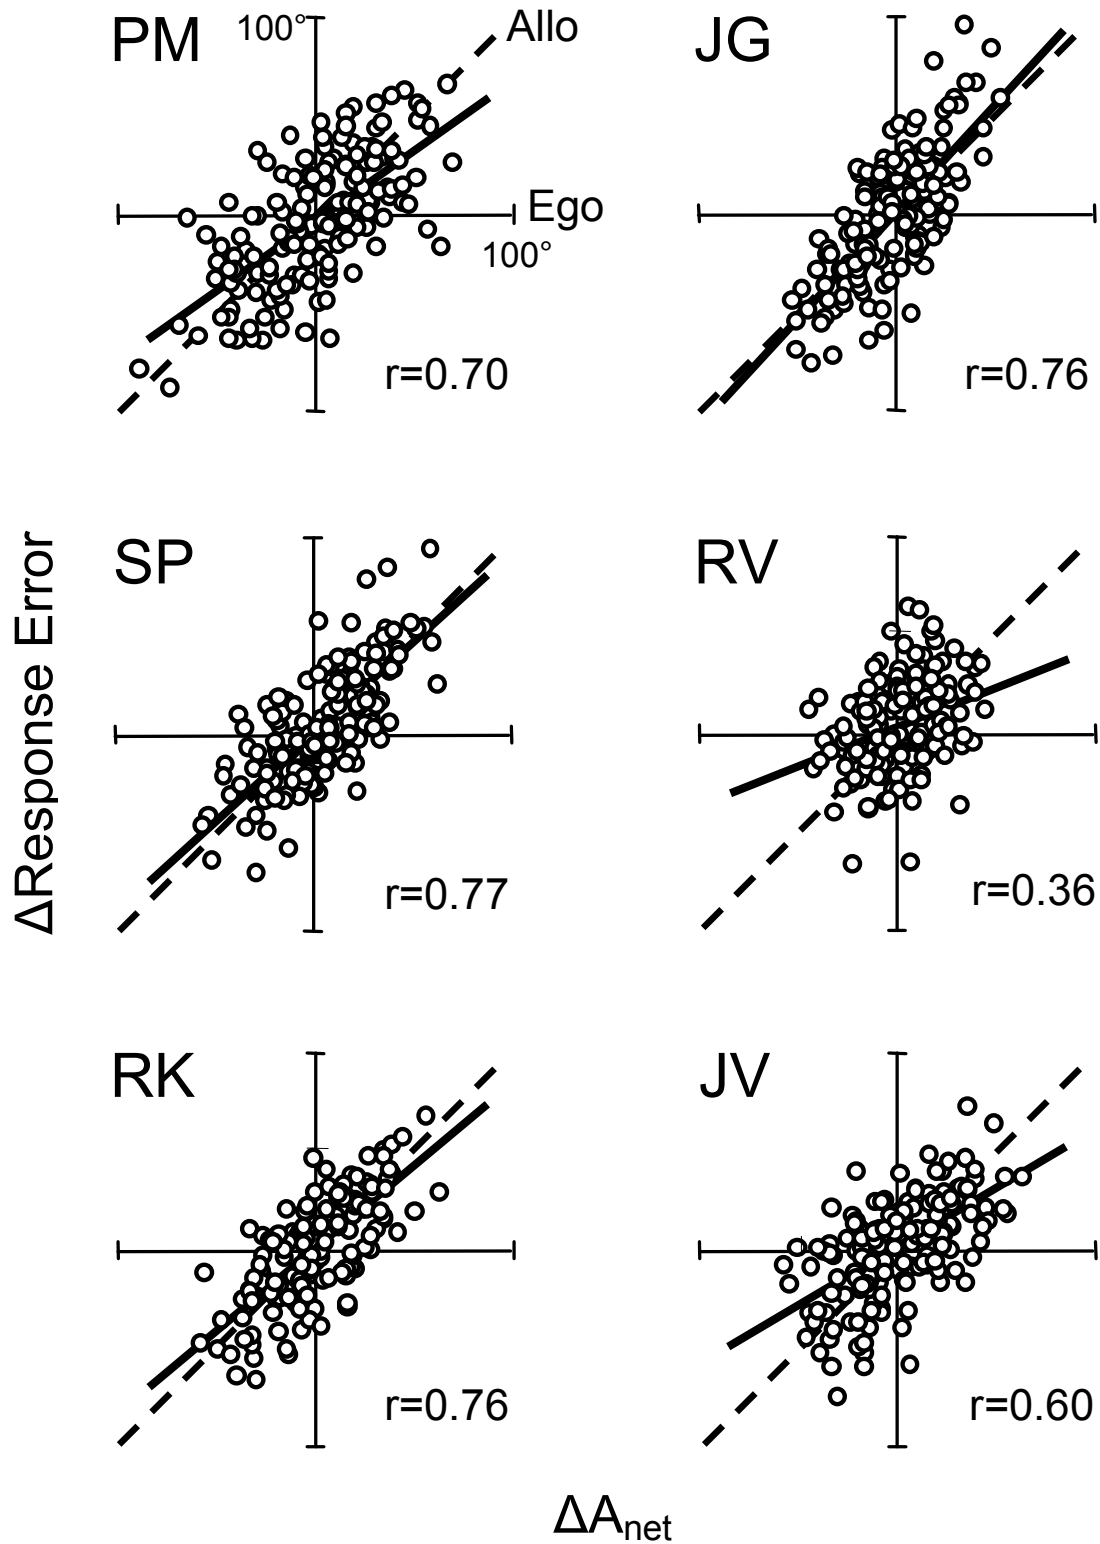 PM
100°
Allo
Ego
100°
r=0.70
JG
r=0.76
ΔResponse Error
SP
r=0.77
RV
r=0.36
RK
r=0.76
JV
r=0.60
ΔAnet